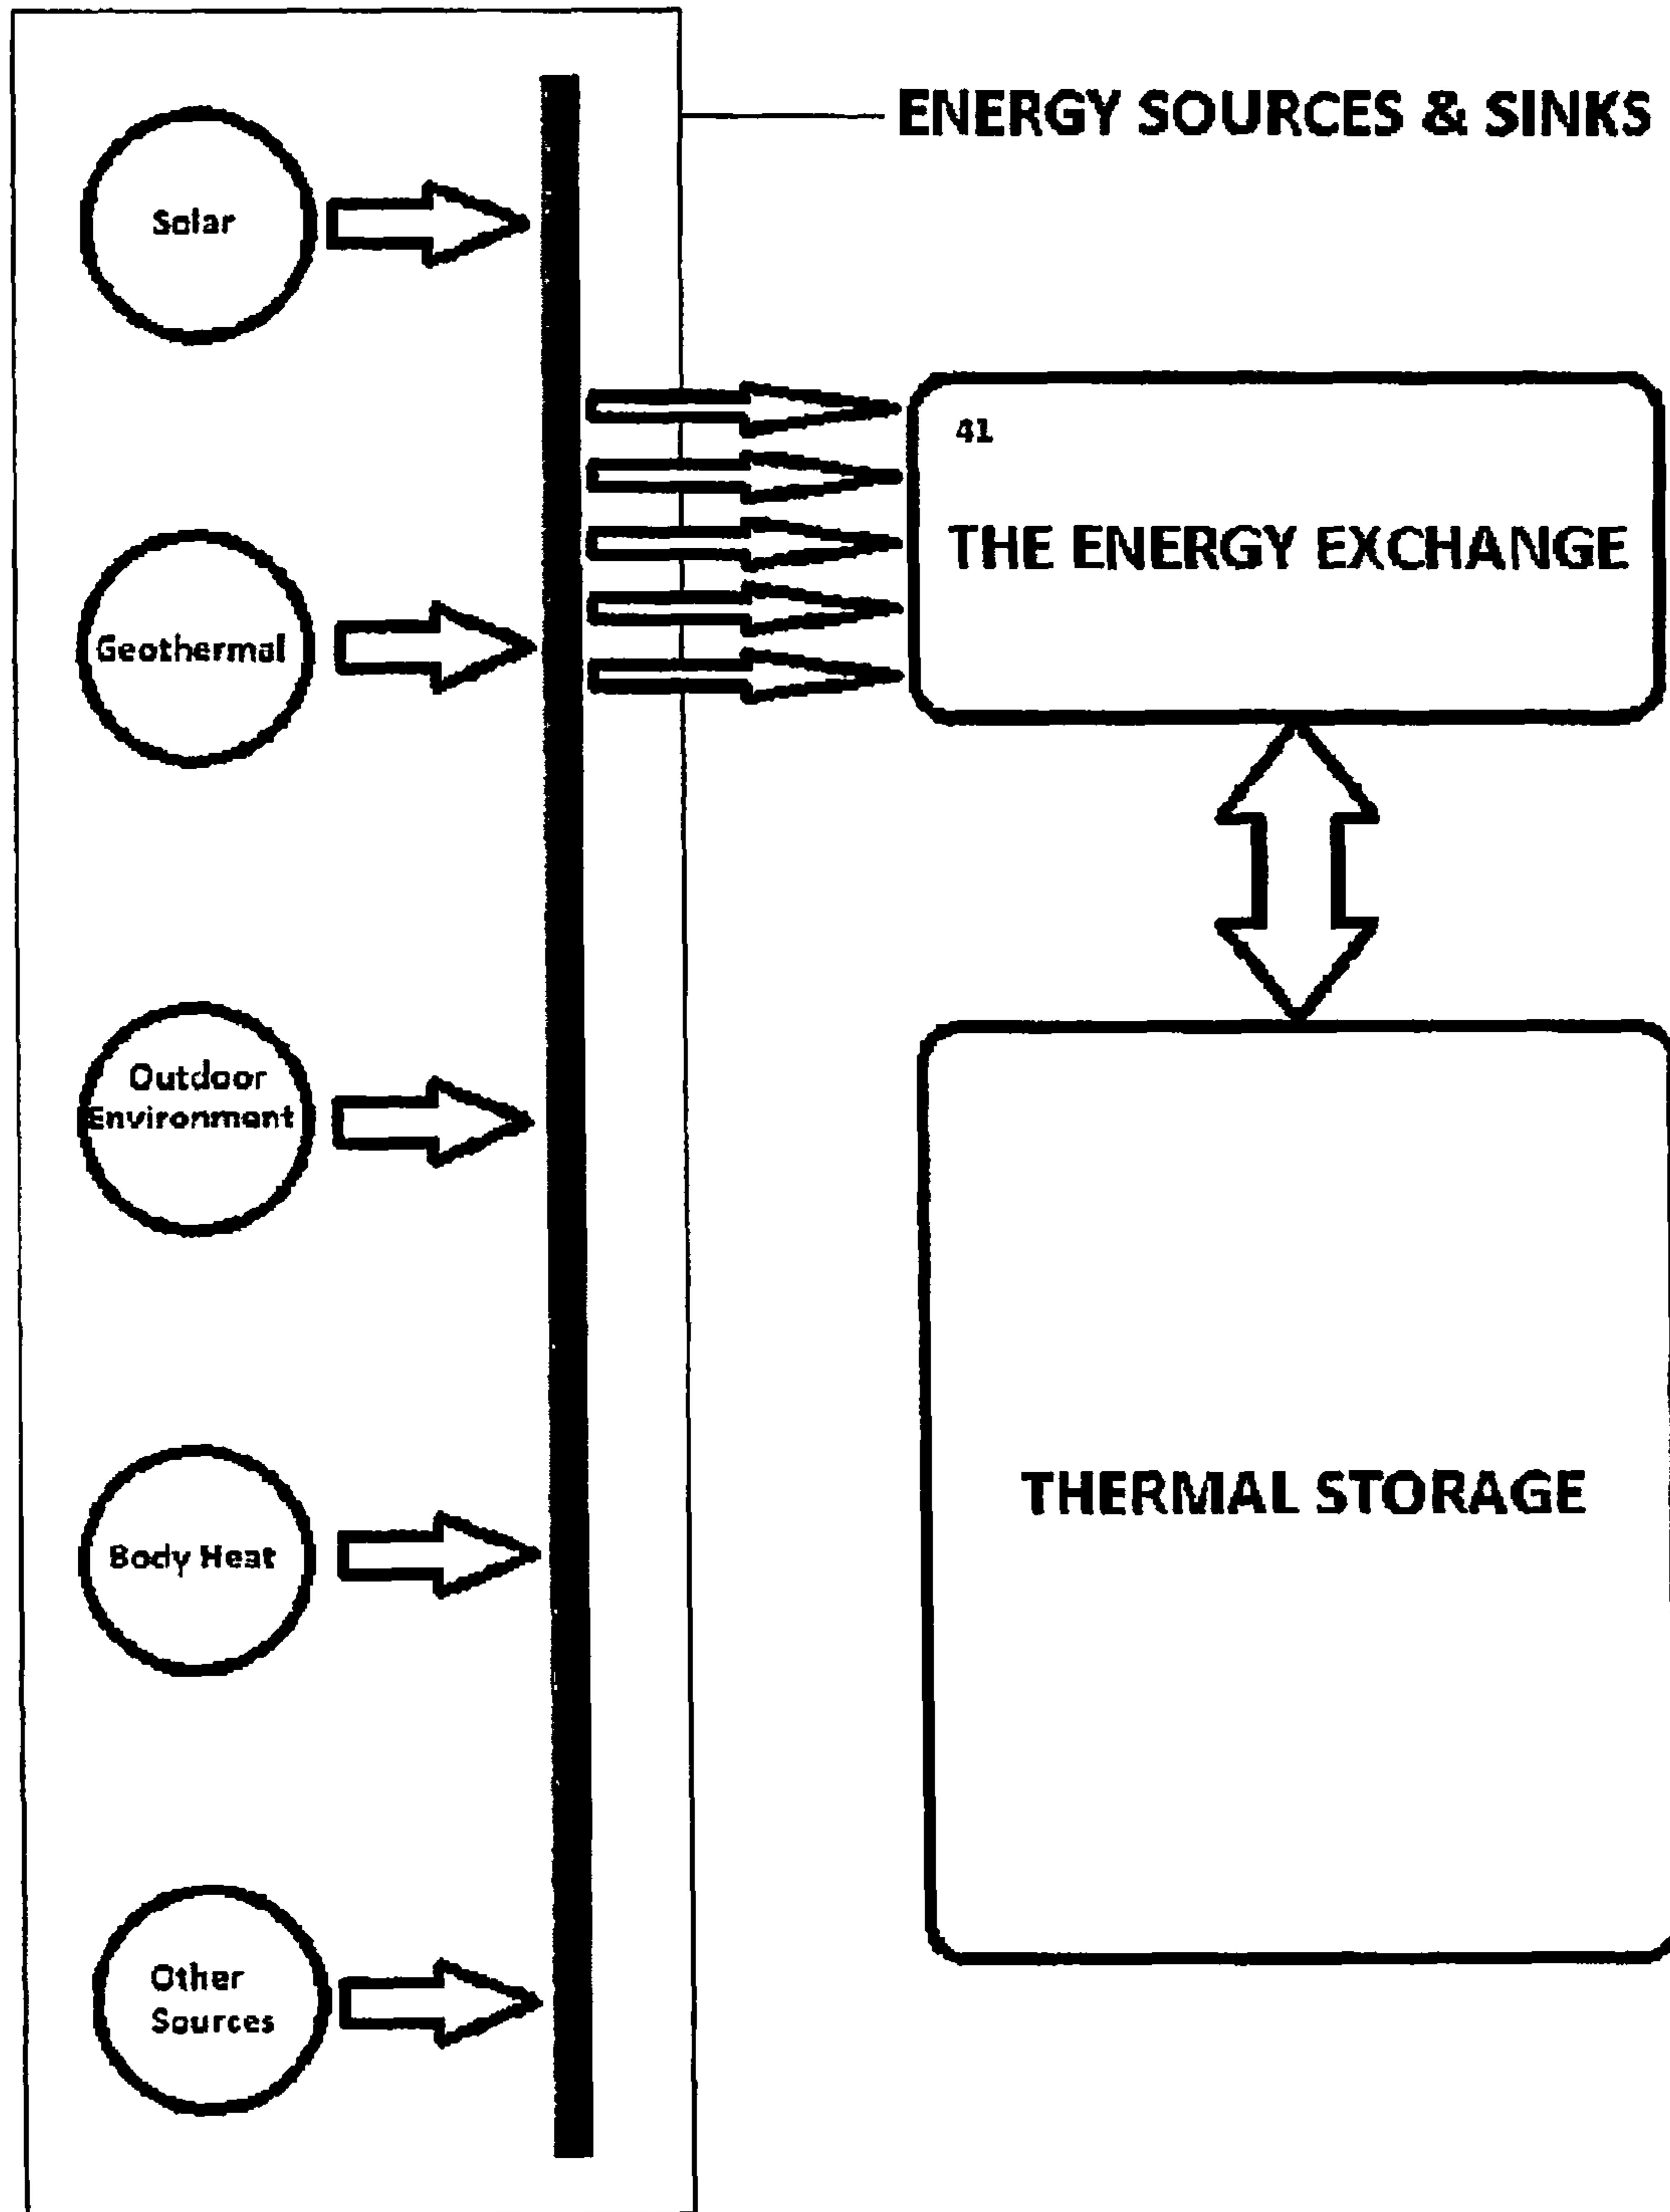 ENERGY SOURCES & SINKS
Solar
41
THE ENERGY EXCHANGE
Geothermal
Outdoor
Environment
THERMAL STORAGE
Body Heat
Other
Sources